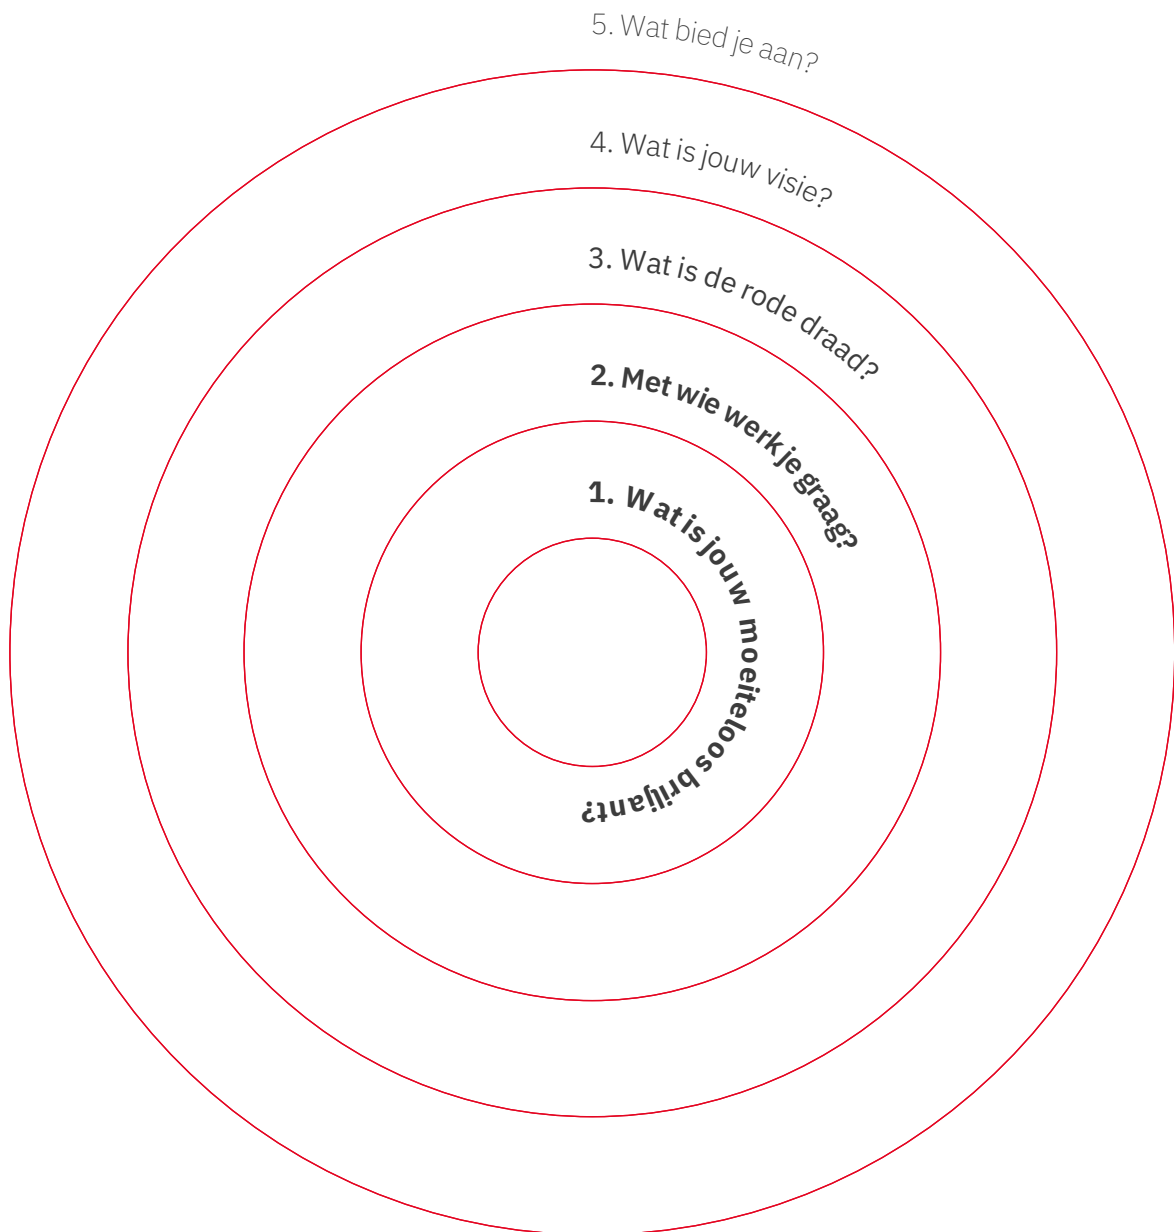 5. Wat bied je aan?
4. Wat is jouw visie?
3. Wat is de rode draad?
2. Met wie werk je graag?
1. Wat is jouw moeiteloos briljant?